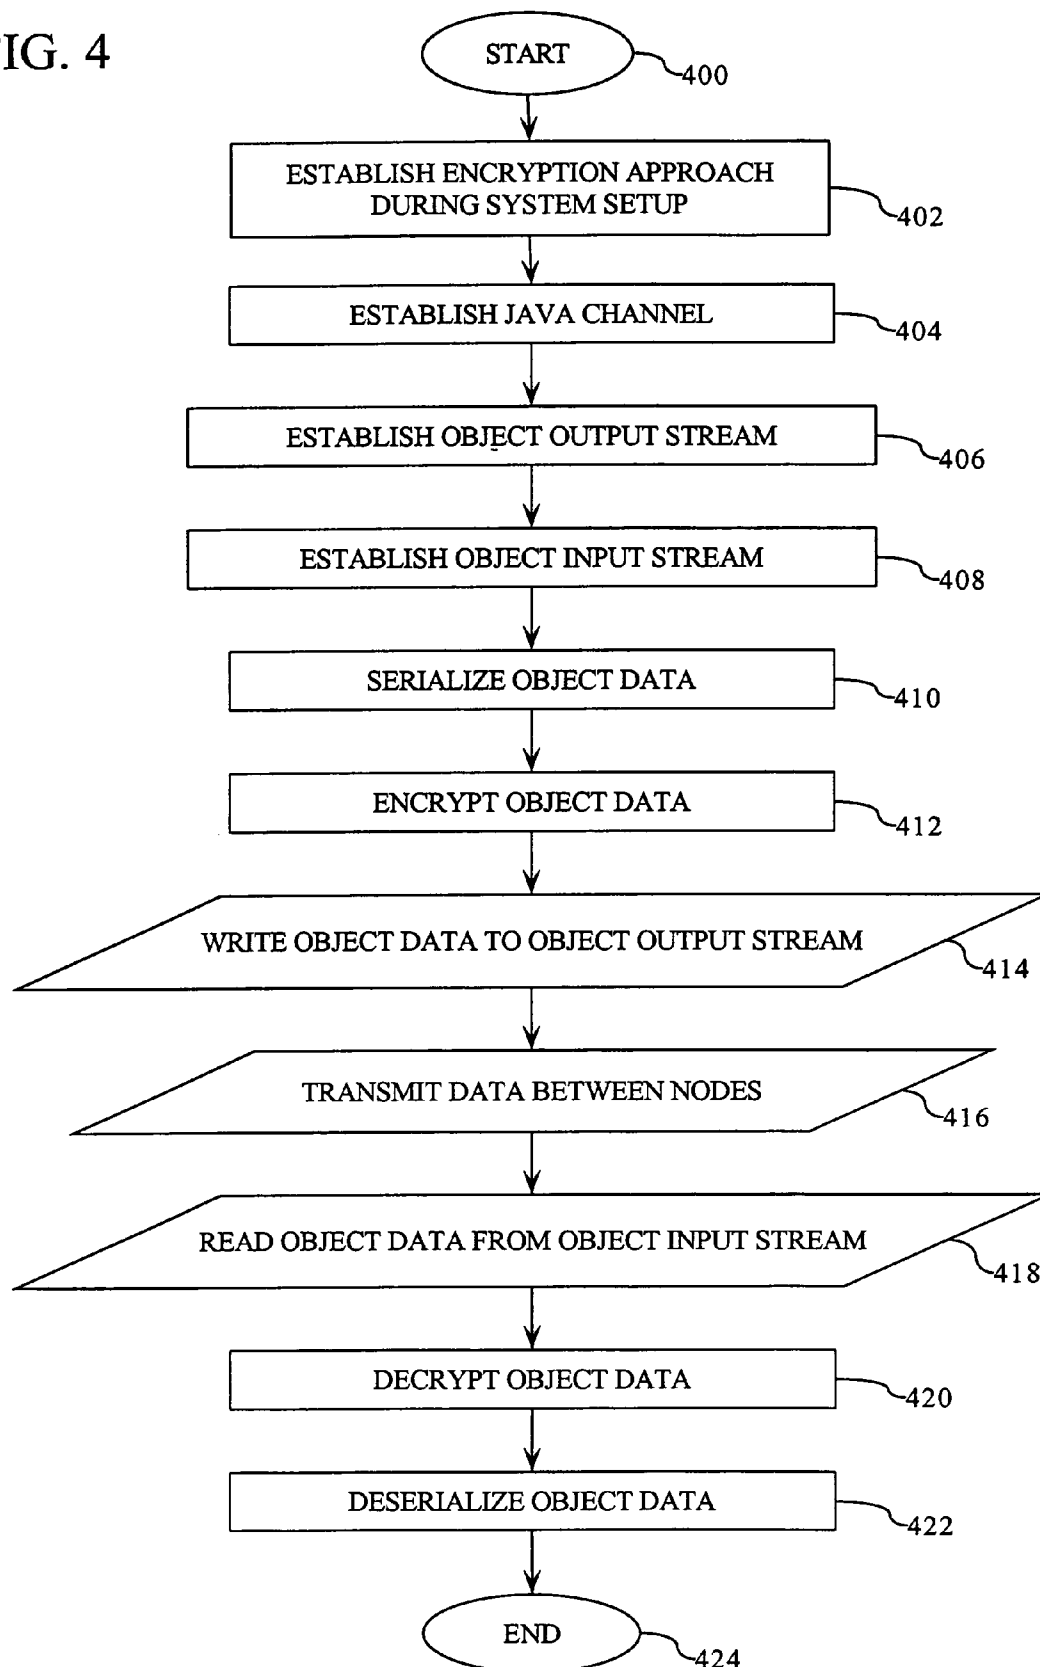 IG. 4
START
400
ESTABLISH ENCRYPTION APPROACH
DURING SYSTEM SETUP
402
ESTABLISH JAVA CHANNEL
404
ESTABLISH OBJECT OUTPUT STREAM
406
ESTABLISH OBJECT INPUT STREAM
408
SERIALIZE OBJECT DATA
410
ENCRYPT OBJECT DATA
412
WRITE OBJECT DATA TO OBJECT OUTPUT STREAM
414
TRANSMIT DATA BETWEEN NODES
416
READ OBJECT DATA FROM OBJECT INPUT STREAM
418
DECRYPT OBJECT DATA
420
DESERIALIZE OBJECT DATA
422
END
424